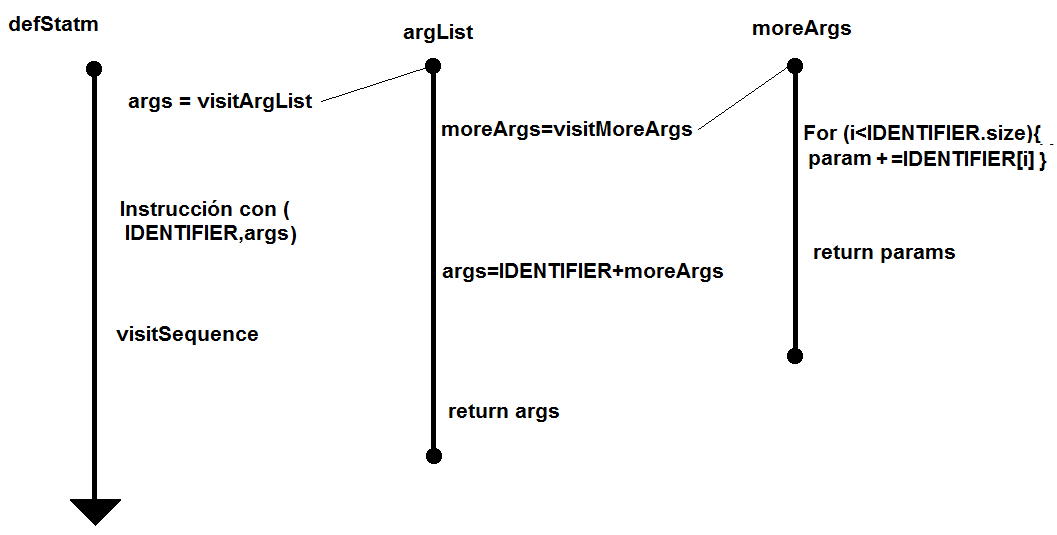 defStatm
args = visitArgList
Instrucción con (
IDENTIFIER,args)
visitSequence
argList
moreArgs=visitMoreArgs
args=IDENTIFIER+moreArgs
return args
moreArgs
For (i<IDENTIFIER.size){
param + =IDENTIFIER[i] }
return params